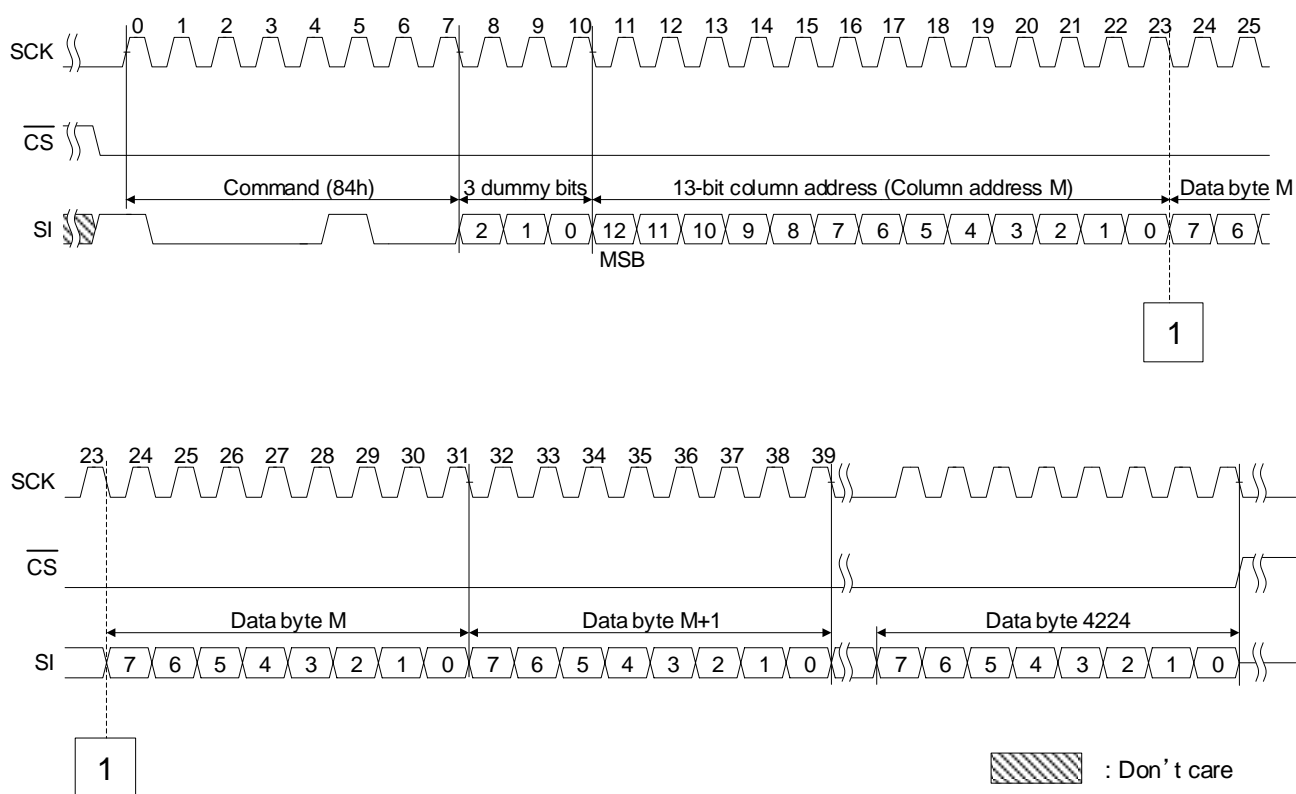 0 1 2 3 4 5 6 7 8 9 10 11 12 13 14 15 16 17 18 19 20 21 22 23 24 25
SCK
CS
Command (84h) 3 dummy bits 13-bit column address (Column address M) Data byte M
SI 2 1 0 12 11 10 9 8 7 6 5 4 3 2 1 0 7 6
MSB
1
23 24 25 26 27 28 29 30 31 32 33 34 35 36 37 38 39
SCK
CS
Data byte M Data byte M+1 Data byte 4224
SI 7 6 5 4 3 2 1 0 7 6 5 4 3 2 1 0 7 6 5 4 3 2 1 0
1
: Don't care